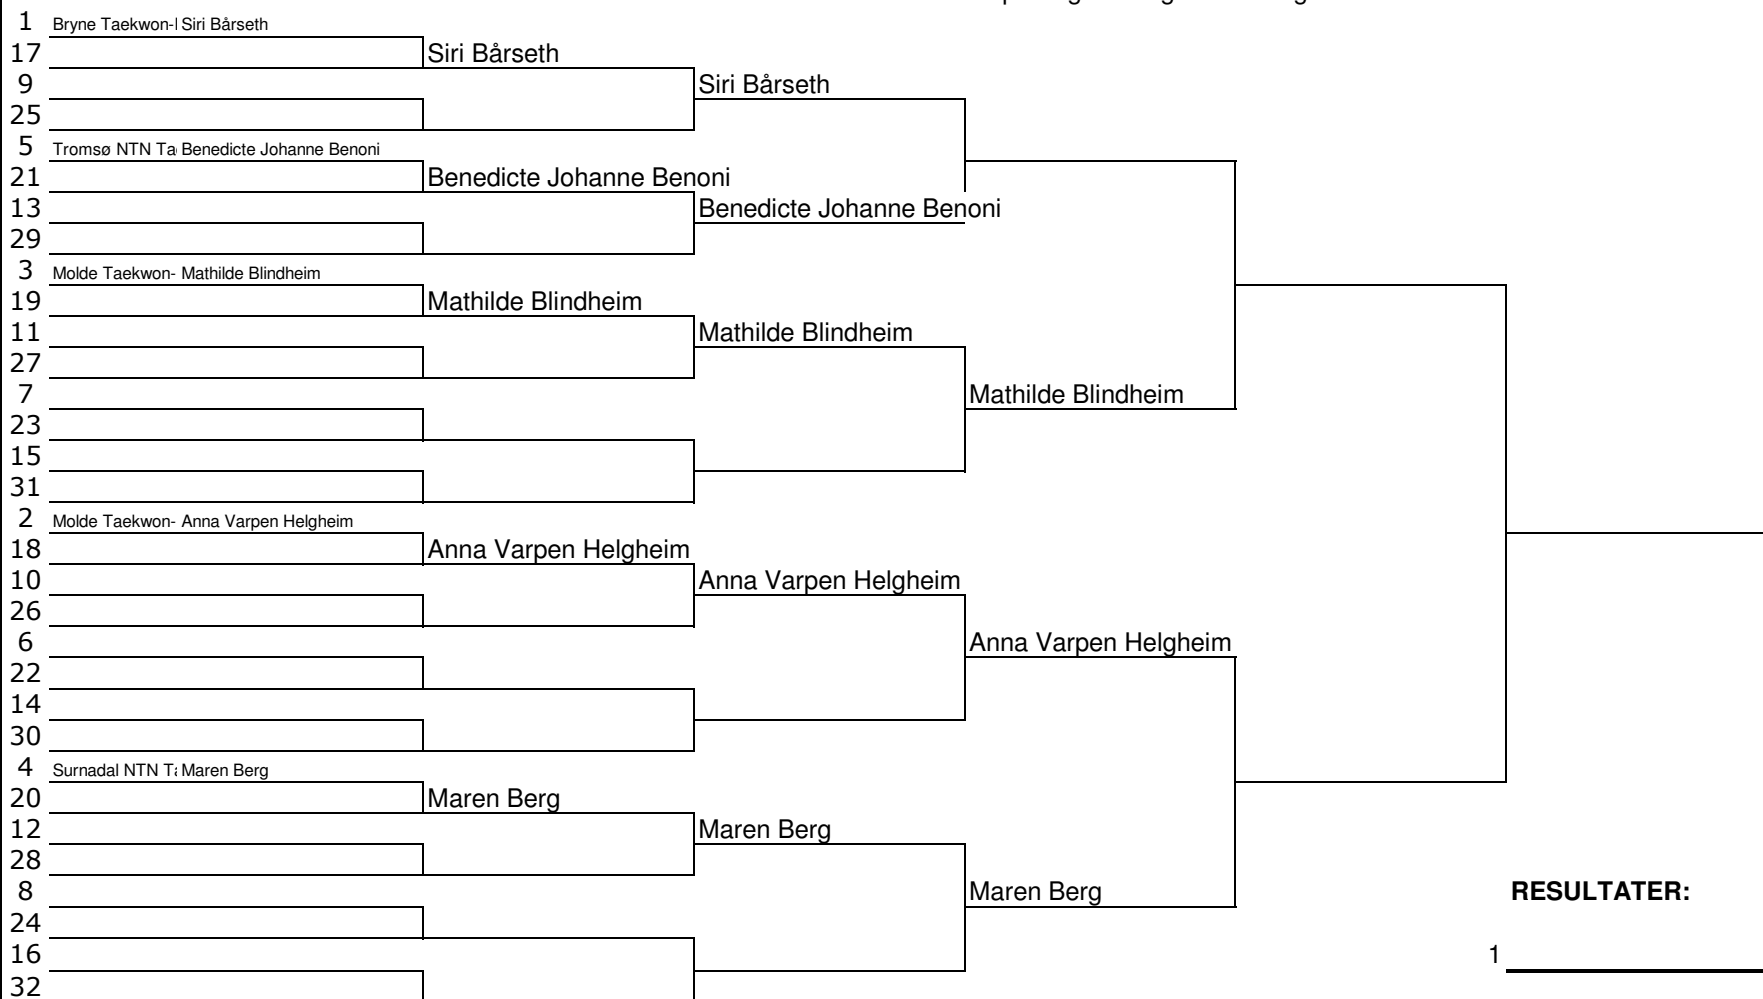 1 Bryne Taekwon- Siri Bårseth
17 Siri Bårseth
9 Siri Bårseth
25
5 Tromsø NTN Ta Benedicte Johanne Benoni
21 Benedicte Johanne Benoni
13 Benedicte Johanne Benoni
29
3 Molde Taekwon- Mathilde Blindheim
19 Mathilde Blindheim
11 Mathilde Blindheim
27
7 Mathilde Blindheim
23
15
31
2 Molde Taekwon- Anna Varpen Helgheim
18 Anna Varpen Helgheim
10 Anna Varpen Helgheim
26
6 Anna Varpen Helgheim
22
14
30
4 Surnadal NTN Ta Maren Berg
20 Maren Berg
12 Maren Berg
28
8 Maren Berg RESULTATER:
24
16 1
32